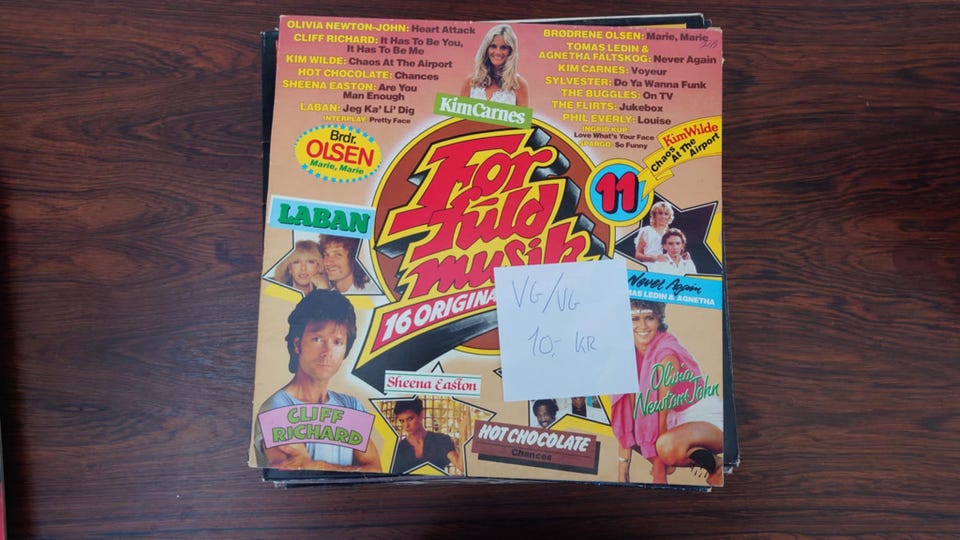 OLIVIA NEWTON-JOHN: Heart Attack
CLIFF RICHARD: It Has To Be You,
It Has To Be Me
KIM WILDE: Chaos At The Airport
HOT CHOCOLATE: Chances
SHEENA EASTON: Are You
Man Enough
LABAN: Jeg Ka' Li' Dig
INTERPLAY: Pretty Face
BRØDRENE OLSEN: Marie, Marie
TOMAS LEDIN &
AGNETHA FÄLTSKOG: Never Again
KIM CARNES: Voyeur
SYLVESTER: Do Ya Wanna Funk
THE BUGGLES: On TV
THE FLIRTS: Jukebox
PHIL EVERLY: Louise
INGRID KUP
Love What's Your Face
SPARGO: So Funny
Kim Carnes
Brdr.
OLSEN
Marie, Marie
Kim Wilde
Chaos
At The
Airport
For
fuld
musik
11
LABAN
16 ORIGINA
VG/VG
10,- KR
Never Again
MAS LEDIN & AGNETHA
Sheena Easton
Olivia
Newton John
CLIFF
RICHARD
HOT CHOCOLATE
Chances